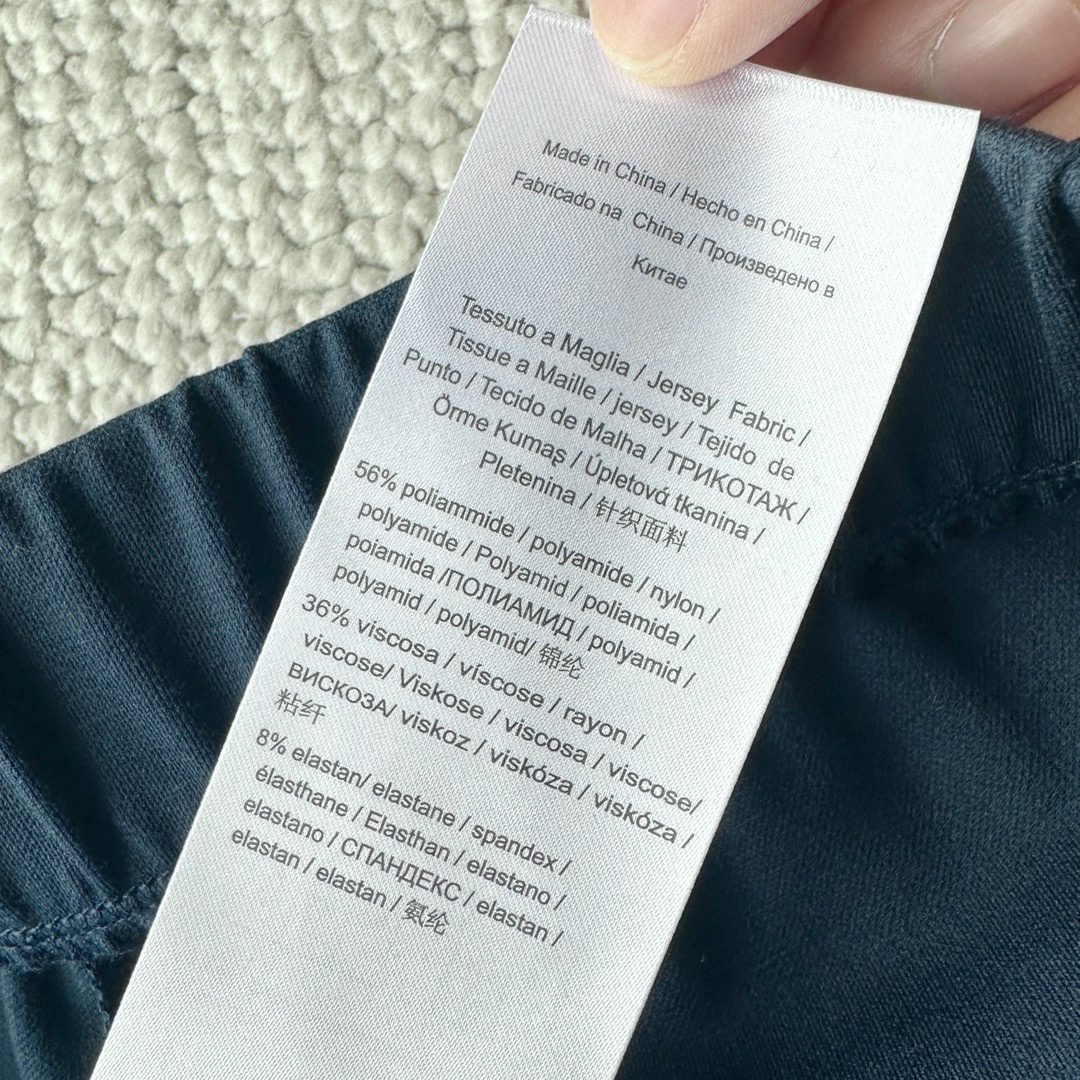 Made in China / Hecho en China /
Fabricado na China / Произведено в
Китае
Tessuto a Maglia / Jersey Fabric /
Tissue a Maille / jersey / Tejido de
Punto / Tecido de Malha / ТРИКОТАЖ /
Örme Kumaş / Úpletová tkanina /
Pletenina / 针织面料
56% poliammide / polyamide / nylon /
polyamide / Polyamid / poliamida /
poiamida /ПОЛИАМИД / polyamid /
polyamid / polyamid/ 锦纶
36% viscosa / víscose / rayon /
viscose/ Viskose / viscosa / viscose/
ВИСКОЗА/ viskoz / viskóza / viskóza /
粘纤
8% elastan/ elastane / spandex /
élasthane / Elasthan / elastano /
elastano / СПАНДЕКС / elastan /
elastan / elastan / 氨纶